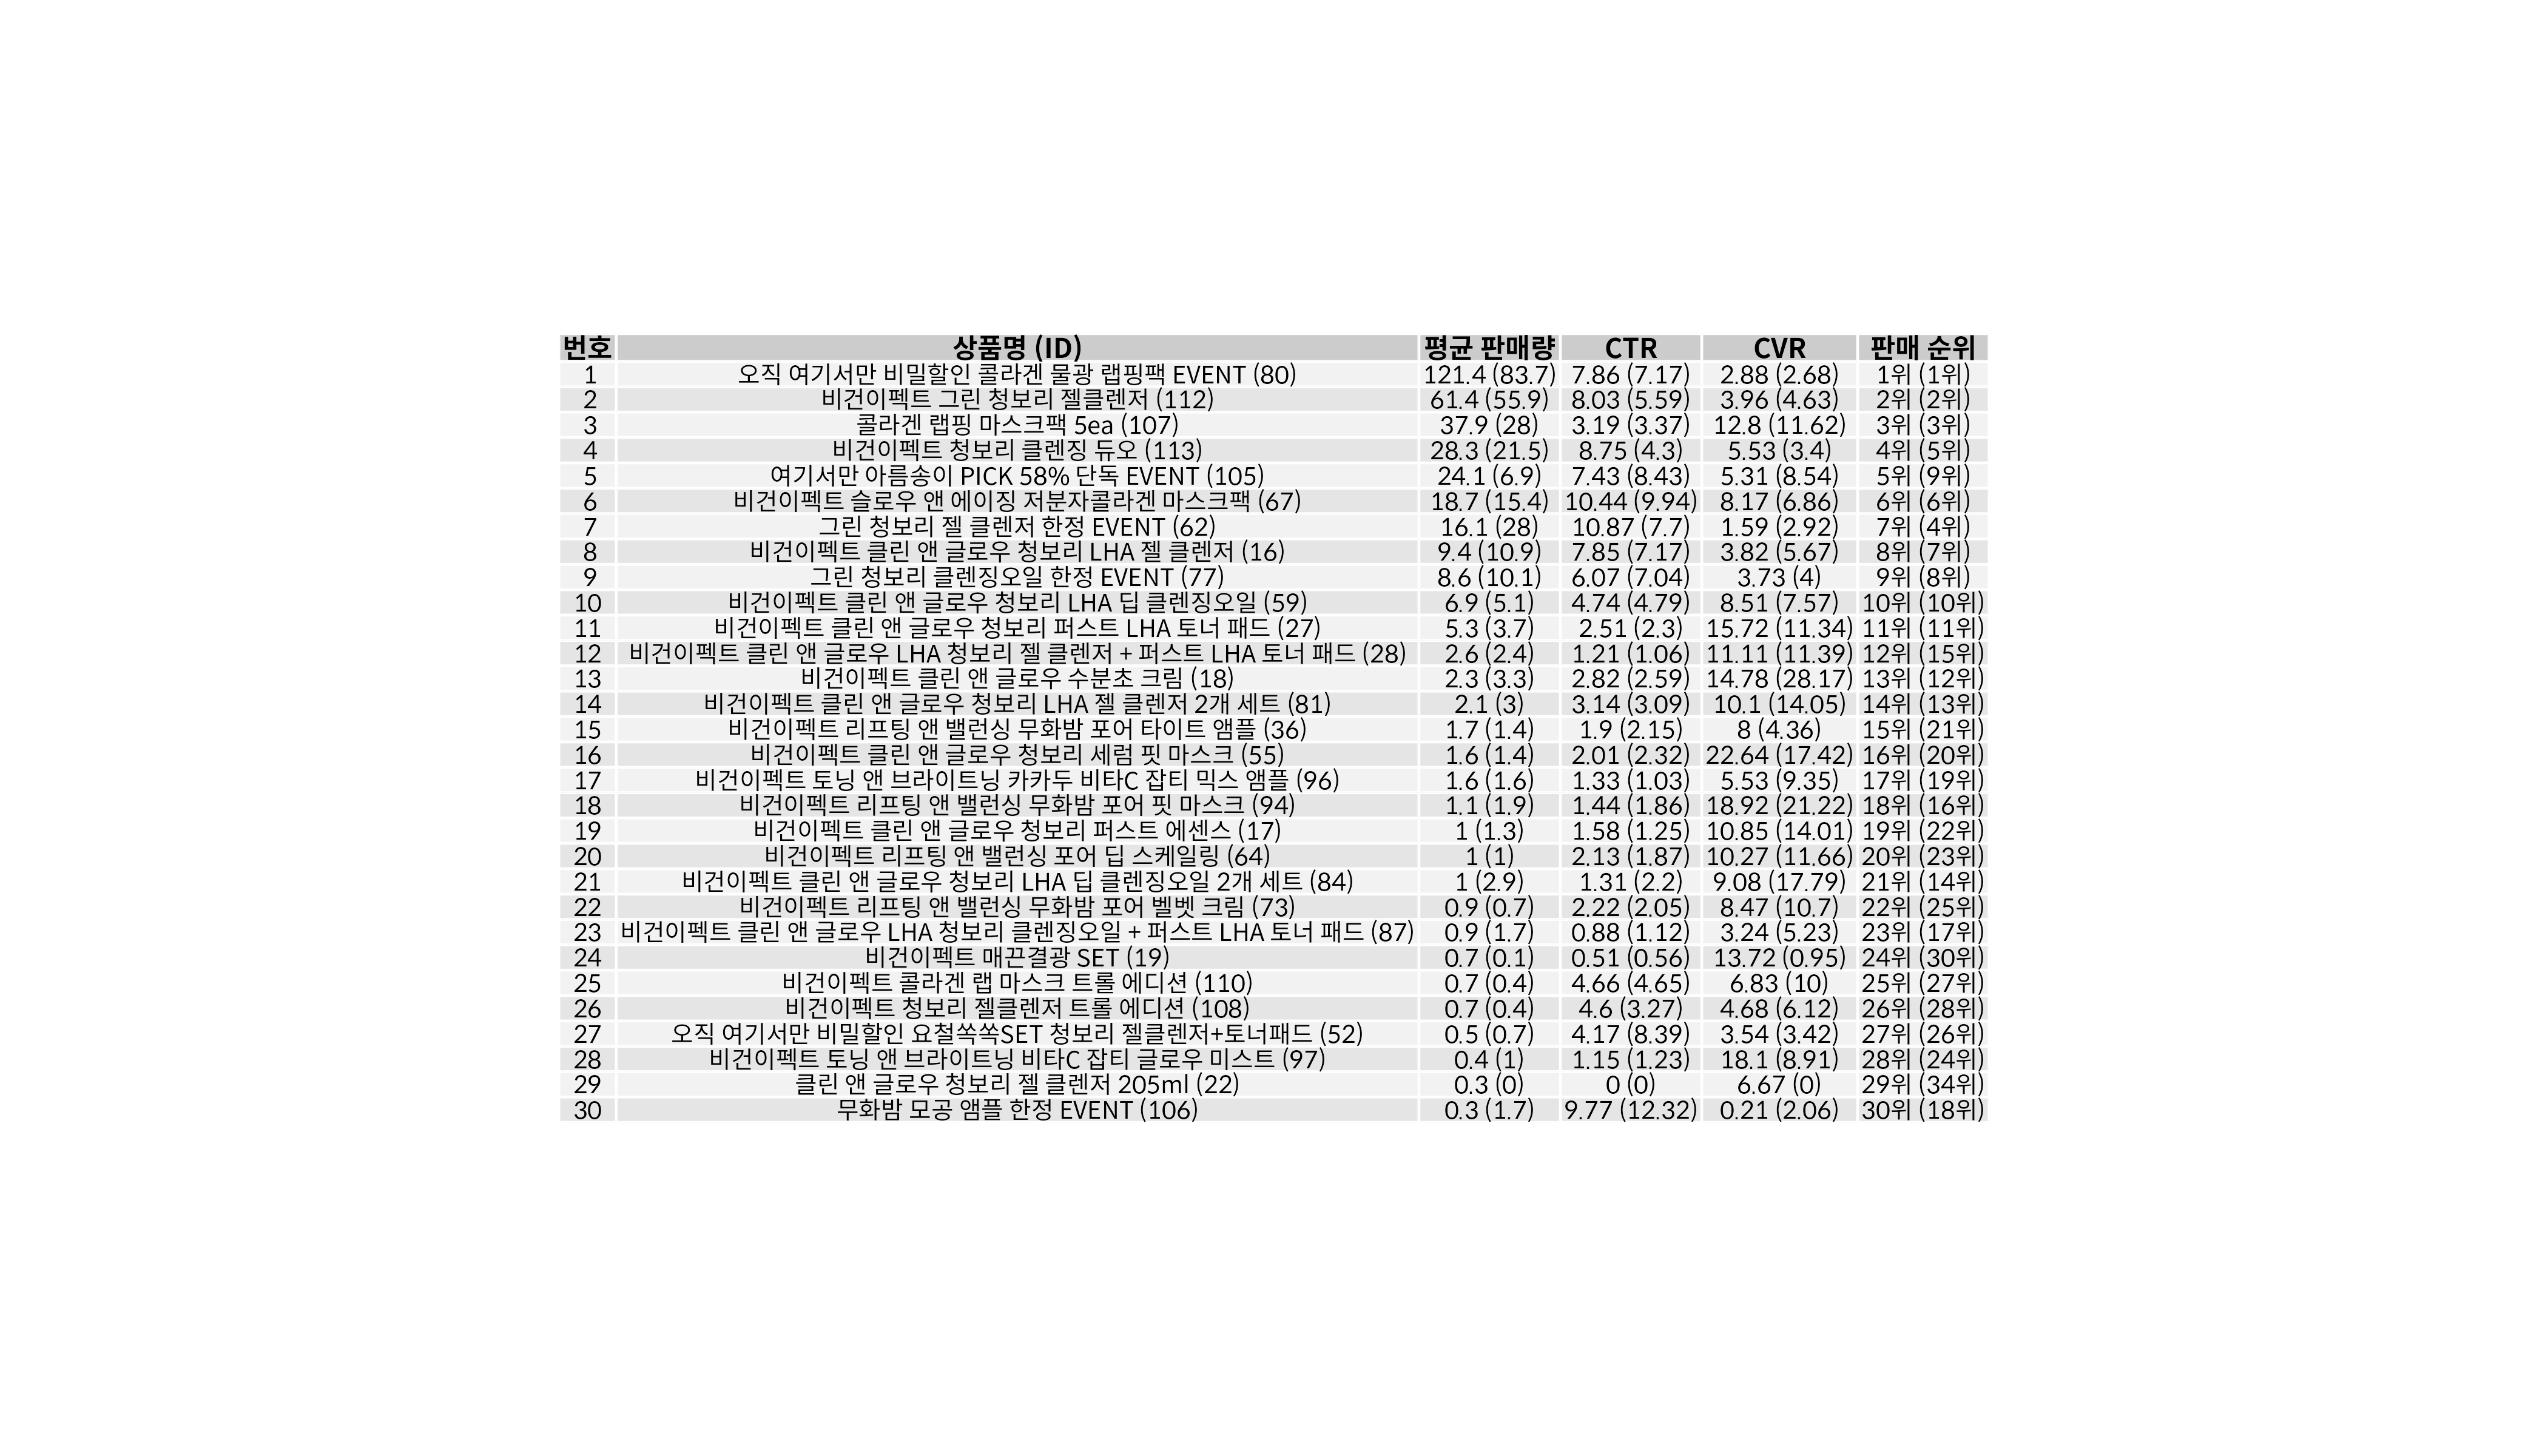 번호 상품명 (ID) 평균 판매량 CTR CVR 판매 순위
1 오직 여기서만 비밀할인 콜라겐 물광 랩핑팩 EVENT (80) 121.4 (83.7) 7.86 (7.17) 2.88 (2.68) 1위 (1위)
2 비건이펙트 그린 청보리 젤클렌저 (112) 61.4 (55.9) 8.03 (5.59) 3.96 (4.63) 2위 (2위)
3 콜라겐 랩핑 마스크팩 5ea (107) 37.9 (28) 3.19 (3.37) 12.8 (11.62) 3위 (3위)
4 비건이펙트 청보리 클렌징 듀오 (113) 28.3 (21.5) 8.75 (4.3) 5.53 (3.4) 4위 (5위)
5 여기서만 아름송이 PICK 58% 단독 EVENT (105) 24.1 (6.9) 7.43 (8.43) 5.31 (8.54) 5위 (9위)
6 비건이펙트 슬로우 앤 에이징 저분자콜라겐 마스크팩 (67) 18.7 (15.4) 10.44 (9.94) 8.17 (6.86) 6위 (6위)
7 그린 청보리 젤 클렌저 한정 EVENT (62) 16.1 (28) 10.87 (7.7) 1.59 (2.92) 7위 (4위)
8 비건이펙트 클린 앤 글로우 청보리 LHA 젤 클렌저 (16) 9.4 (10.9) 7.85 (7.17) 3.82 (5.67) 8위 (7위)
9 그린 청보리 클렌징오일 한정 EVENT (77) 8.6 (10.1) 6.07 (7.04) 3.73 (4) 9위 (8위)
10 비건이펙트 클린 앤 글로우 청보리 LHA 딥 클렌징오일 (59) 6.9 (5.1) 4.74 (4.79) 8.51 (7.57) 10위 (10위)
11 비건이펙트 클린 앤 글로우 청보리 퍼스트 LHA 토너 패드 (27) 5.3 (3.7) 2.51 (2.3) 15.72 (11.34) 11위 (11위)
12 비건이펙트 클린 앤 글로우 LHA 청보리 젤 클렌저 + 퍼스트 LHA 토너 패드 (28) 2.6 (2.4) 1.21 (1.06) 11.11 (11.39) 12위 (15위)
13 비건이펙트 클린 앤 글로우 수분초 크림 (18) 2.3 (3.3) 2.82 (2.59) 14.78 (28.17) 13위 (12위)
14 비건이펙트 클린 앤 글로우 청보리 LHA 젤 클렌저 2개 세트 (81) 2.1 (3) 3.14 (3.09) 10.1 (14.05) 14위 (13위)
15 비건이펙트 리프팅 앤 밸런싱 무화밤 포어 타이트 앰플 (36) 1.7 (1.4) 1.9 (2.15) 8 (4.36) 15위 (21위)
16 비건이펙트 클린 앤 글로우 청보리 세럼 핏 마스크 (55) 1.6 (1.4) 2.01 (2.32) 22.64 (17.42) 16위 (20위)
17 비건이펙트 토닝 앤 브라이트닝 카카두 비타C 잡티 믹스 앰플 (96) 1.6 (1.6) 1.33 (1.03) 5.53 (9.35) 17위 (19위)
18 비건이펙트 리프팅 앤 밸런싱 무화밤 포어 핏 마스크 (94) 1.1 (1.9) 1.44 (1.86) 18.92 (21.22) 18위 (16위)
19 비건이펙트 클린 앤 글로우 청보리 퍼스트 에센스 (17) 1 (1.3) 1.58 (1.25) 10.85 (14.01) 19위 (22위)
20 비건이펙트 리프팅 앤 밸런싱 포어 딥 스케일링 (64) 1 (1) 2.13 (1.87) 10.27 (11.66) 20위 (23위)
21 비건이펙트 클린 앤 글로우 청보리 LHA 딥 클렌징오일 2개 세트 (84) 1 (2.9) 1.31 (2.2) 9.08 (17.79) 21위 (14위)
22 비건이펙트 리프팅 앤 밸런싱 무화밤 포어 벨벳 크림 (73) 0.9 (0.7) 2.22 (2.05) 8.47 (10.7) 22위 (25위)
23 비건이펙트 클린 앤 글로우 LHA 청보리 클렌징오일 + 퍼스트 LHA 토너 패드 (87) 0.9 (1.7) 0.88 (1.12) 3.24 (5.23) 23위 (17위)
24 비건이펙트 매끈결광 SET (19) 0.7 (0.1) 0.51 (0.56) 13.72 (0.95) 24위 (30위)
25 비건이펙트 콜라겐 랩 마스크 트롤 에디션 (110) 0.7 (0.4) 4.66 (4.65) 6.83 (10) 25위 (27위)
26 비건이펙트 청보리 젤클렌저 트롤 에디션 (108) 0.7 (0.4) 4.6 (3.27) 4.68 (6.12) 26위 (28위)
27 오직 여기서만 비밀할인 요철쏙쏙SET 청보리 젤클렌저+토너패드 (52) 0.5 (0.7) 4.17 (8.39) 3.54 (3.42) 27위 (26위)
28 비건이펙트 토닝 앤 브라이트닝 비타C 잡티 글로우 미스트 (97) 0.4 (1) 1.15 (1.23) 18.1 (8.91) 28위 (24위)
29 클린 앤 글로우 청보리 젤 클렌저 205ml (22) 0.3 (0) 0 (0) 6.67 (0) 29위 (34위)
30 무화밤 모공 앰플 한정 EVENT (106) 0.3 (1.7) 9.77 (12.32) 0.21 (2.06) 30위 (18위)